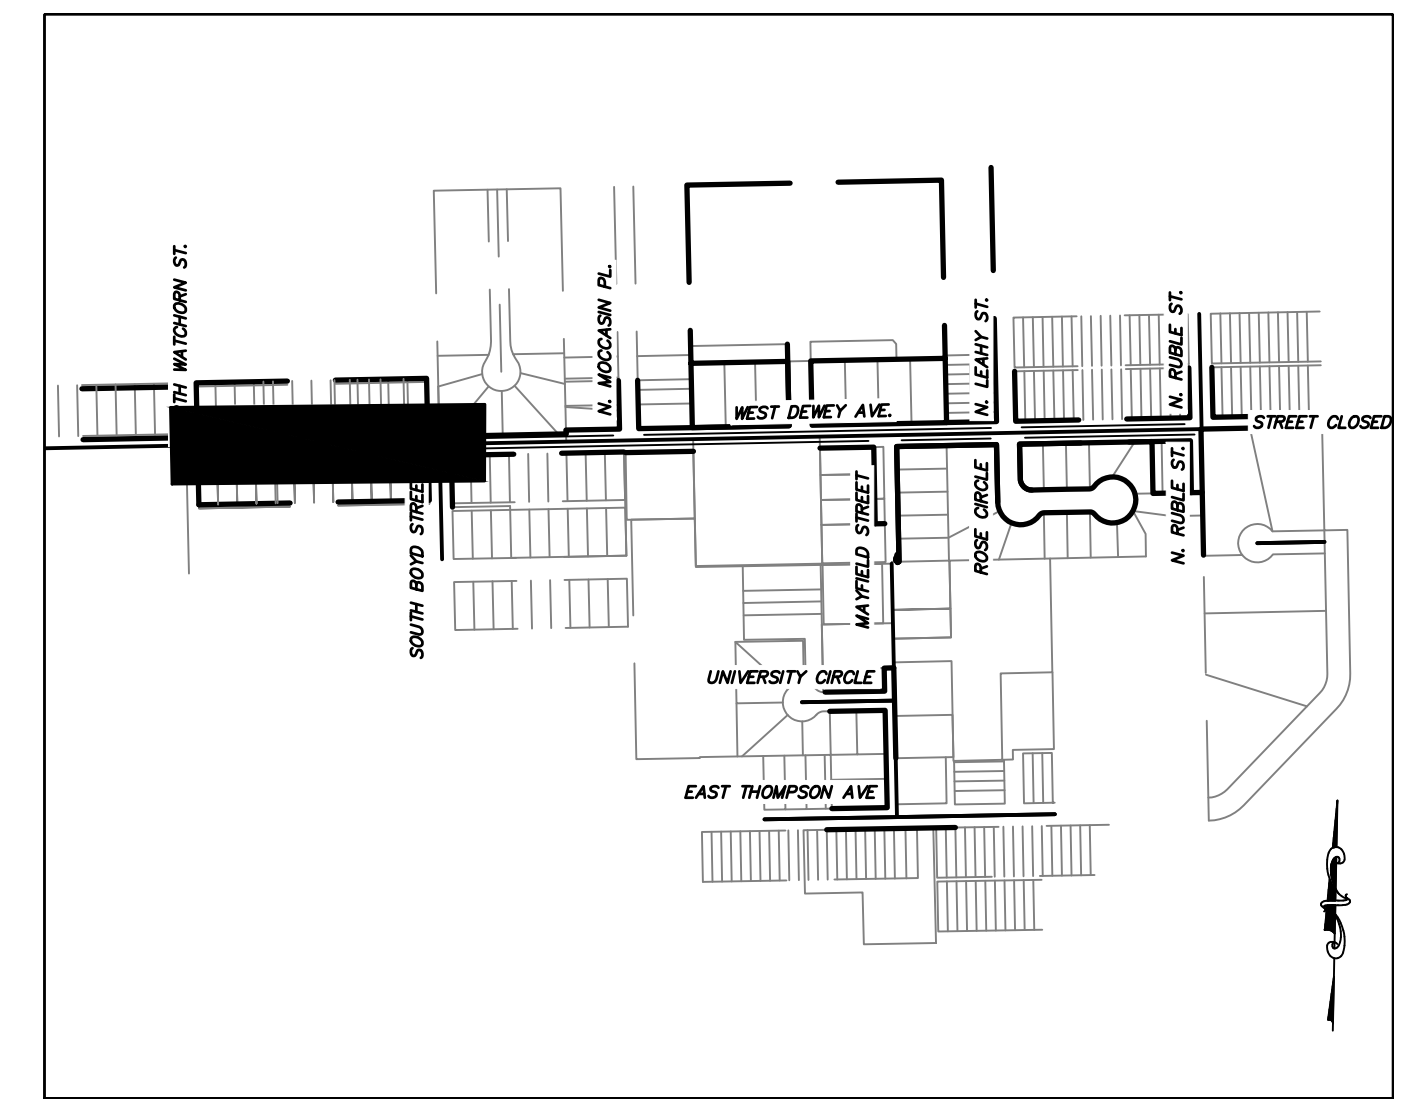 TH WATCHORN ST.
N. MOCCASIN PL.
N. LEAHY ST.
N. RUBLE ST.
WEST DEWEY AVE.
STREET CLOSED
SOUTH BOYD STREE
MAYFIELD STREET
ROSE CIRCLE
N. RUBLE ST.
UNIVERSITY CIRCLE
EAST THOMPSON AVE